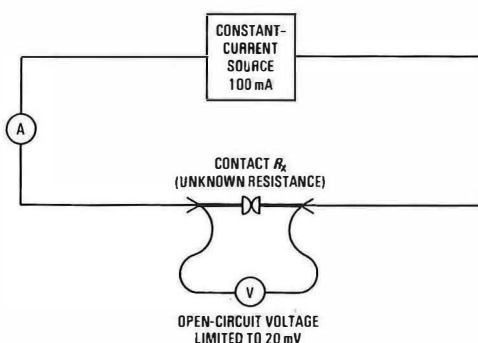 CONSTANT-
CURRENT
SOURCE
100 mA
A
CONTACT Rx
(UNKNOWN RESISTANCE)
V
OPEN-CIRCUIT VOLTAGE
LIMITED TO 20 mV